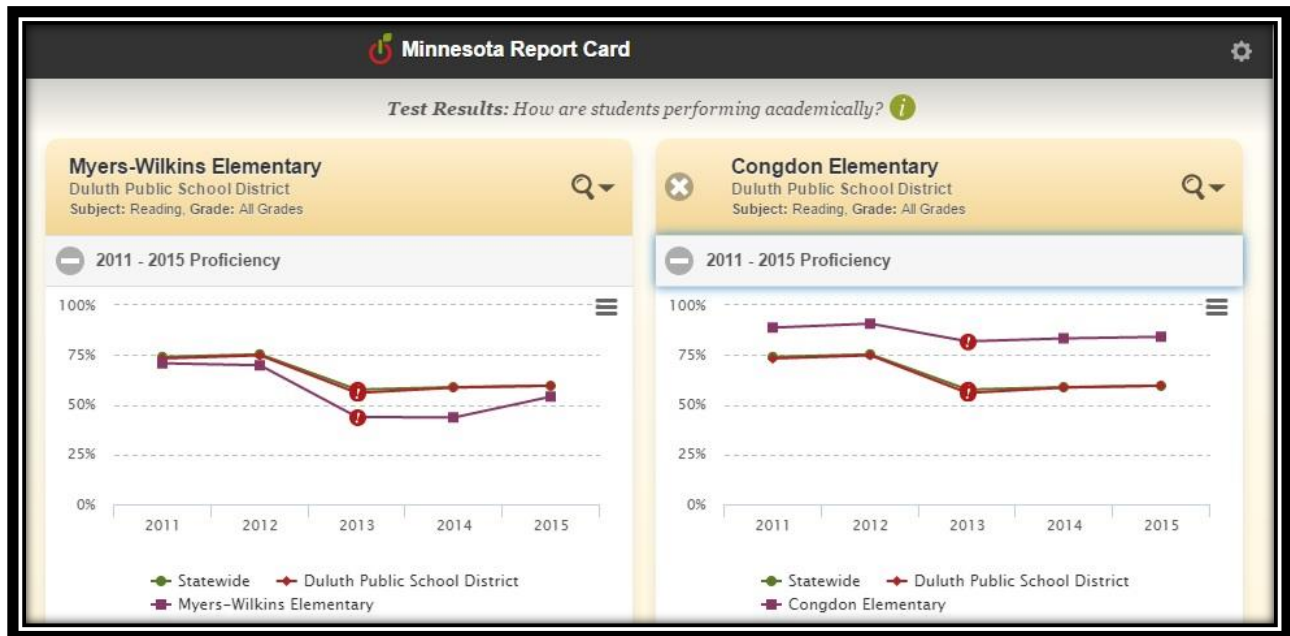 Minnesota Report Card
Test Results: How are students performing academically? i
Myers-Wilkins Elementary
Duluth Public School District
Subject: Reading, Grade: All Grades
2011 - 2015 Proficiency
100%
75%
50%
25%
0%
2011 2012 2013 2014 2015
! !
Statewide Duluth Public School District
Myers-Wilkins Elementary
Congdon Elementary
Duluth Public School District
Subject: Reading, Grade: All Grades
2011 - 2015 Proficiency
100%
75%
50%
25%
0%
2011 2012 2013 2014 2015
! !
Statewide Duluth Public School District
Congdon Elementary